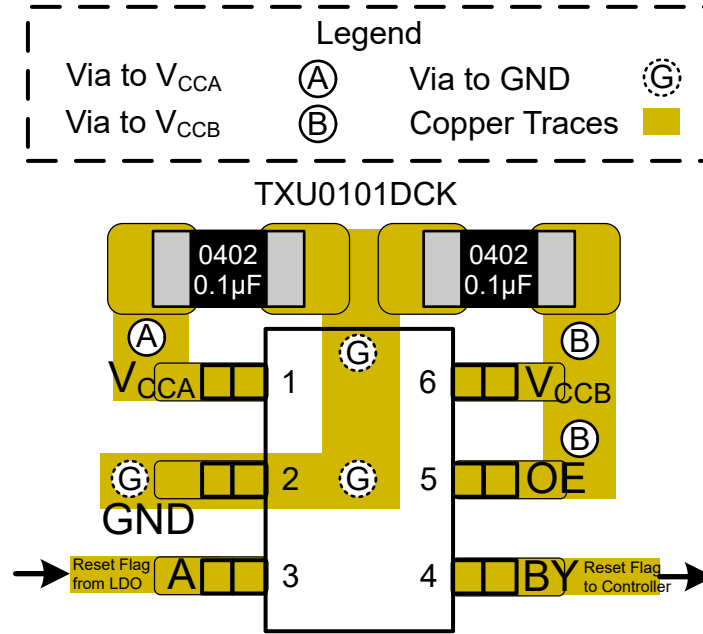 Legend
Via to VCCA A Via to GND G
Via to VCCB B Copper Traces
TXU0101DCK
0402 0402
0.1µF 0.1µF
A G B
VCCA 1 6 VCCB
B
G 2 G 5 OE
GND
Reset Flag
from LDO
A 3 4 BY
Reset Flag
to Controller